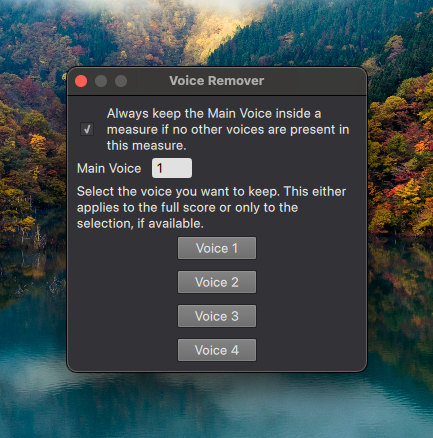 Voice Remover
Always keep the Main Voice inside a
measure if no other voices are present in
this measure.
Main Voice 1
Select the voice you want to keep. This either
applies to the full score or only to the
selection, if available.
Voice 1
Voice 2
Voice 3
Voice 4